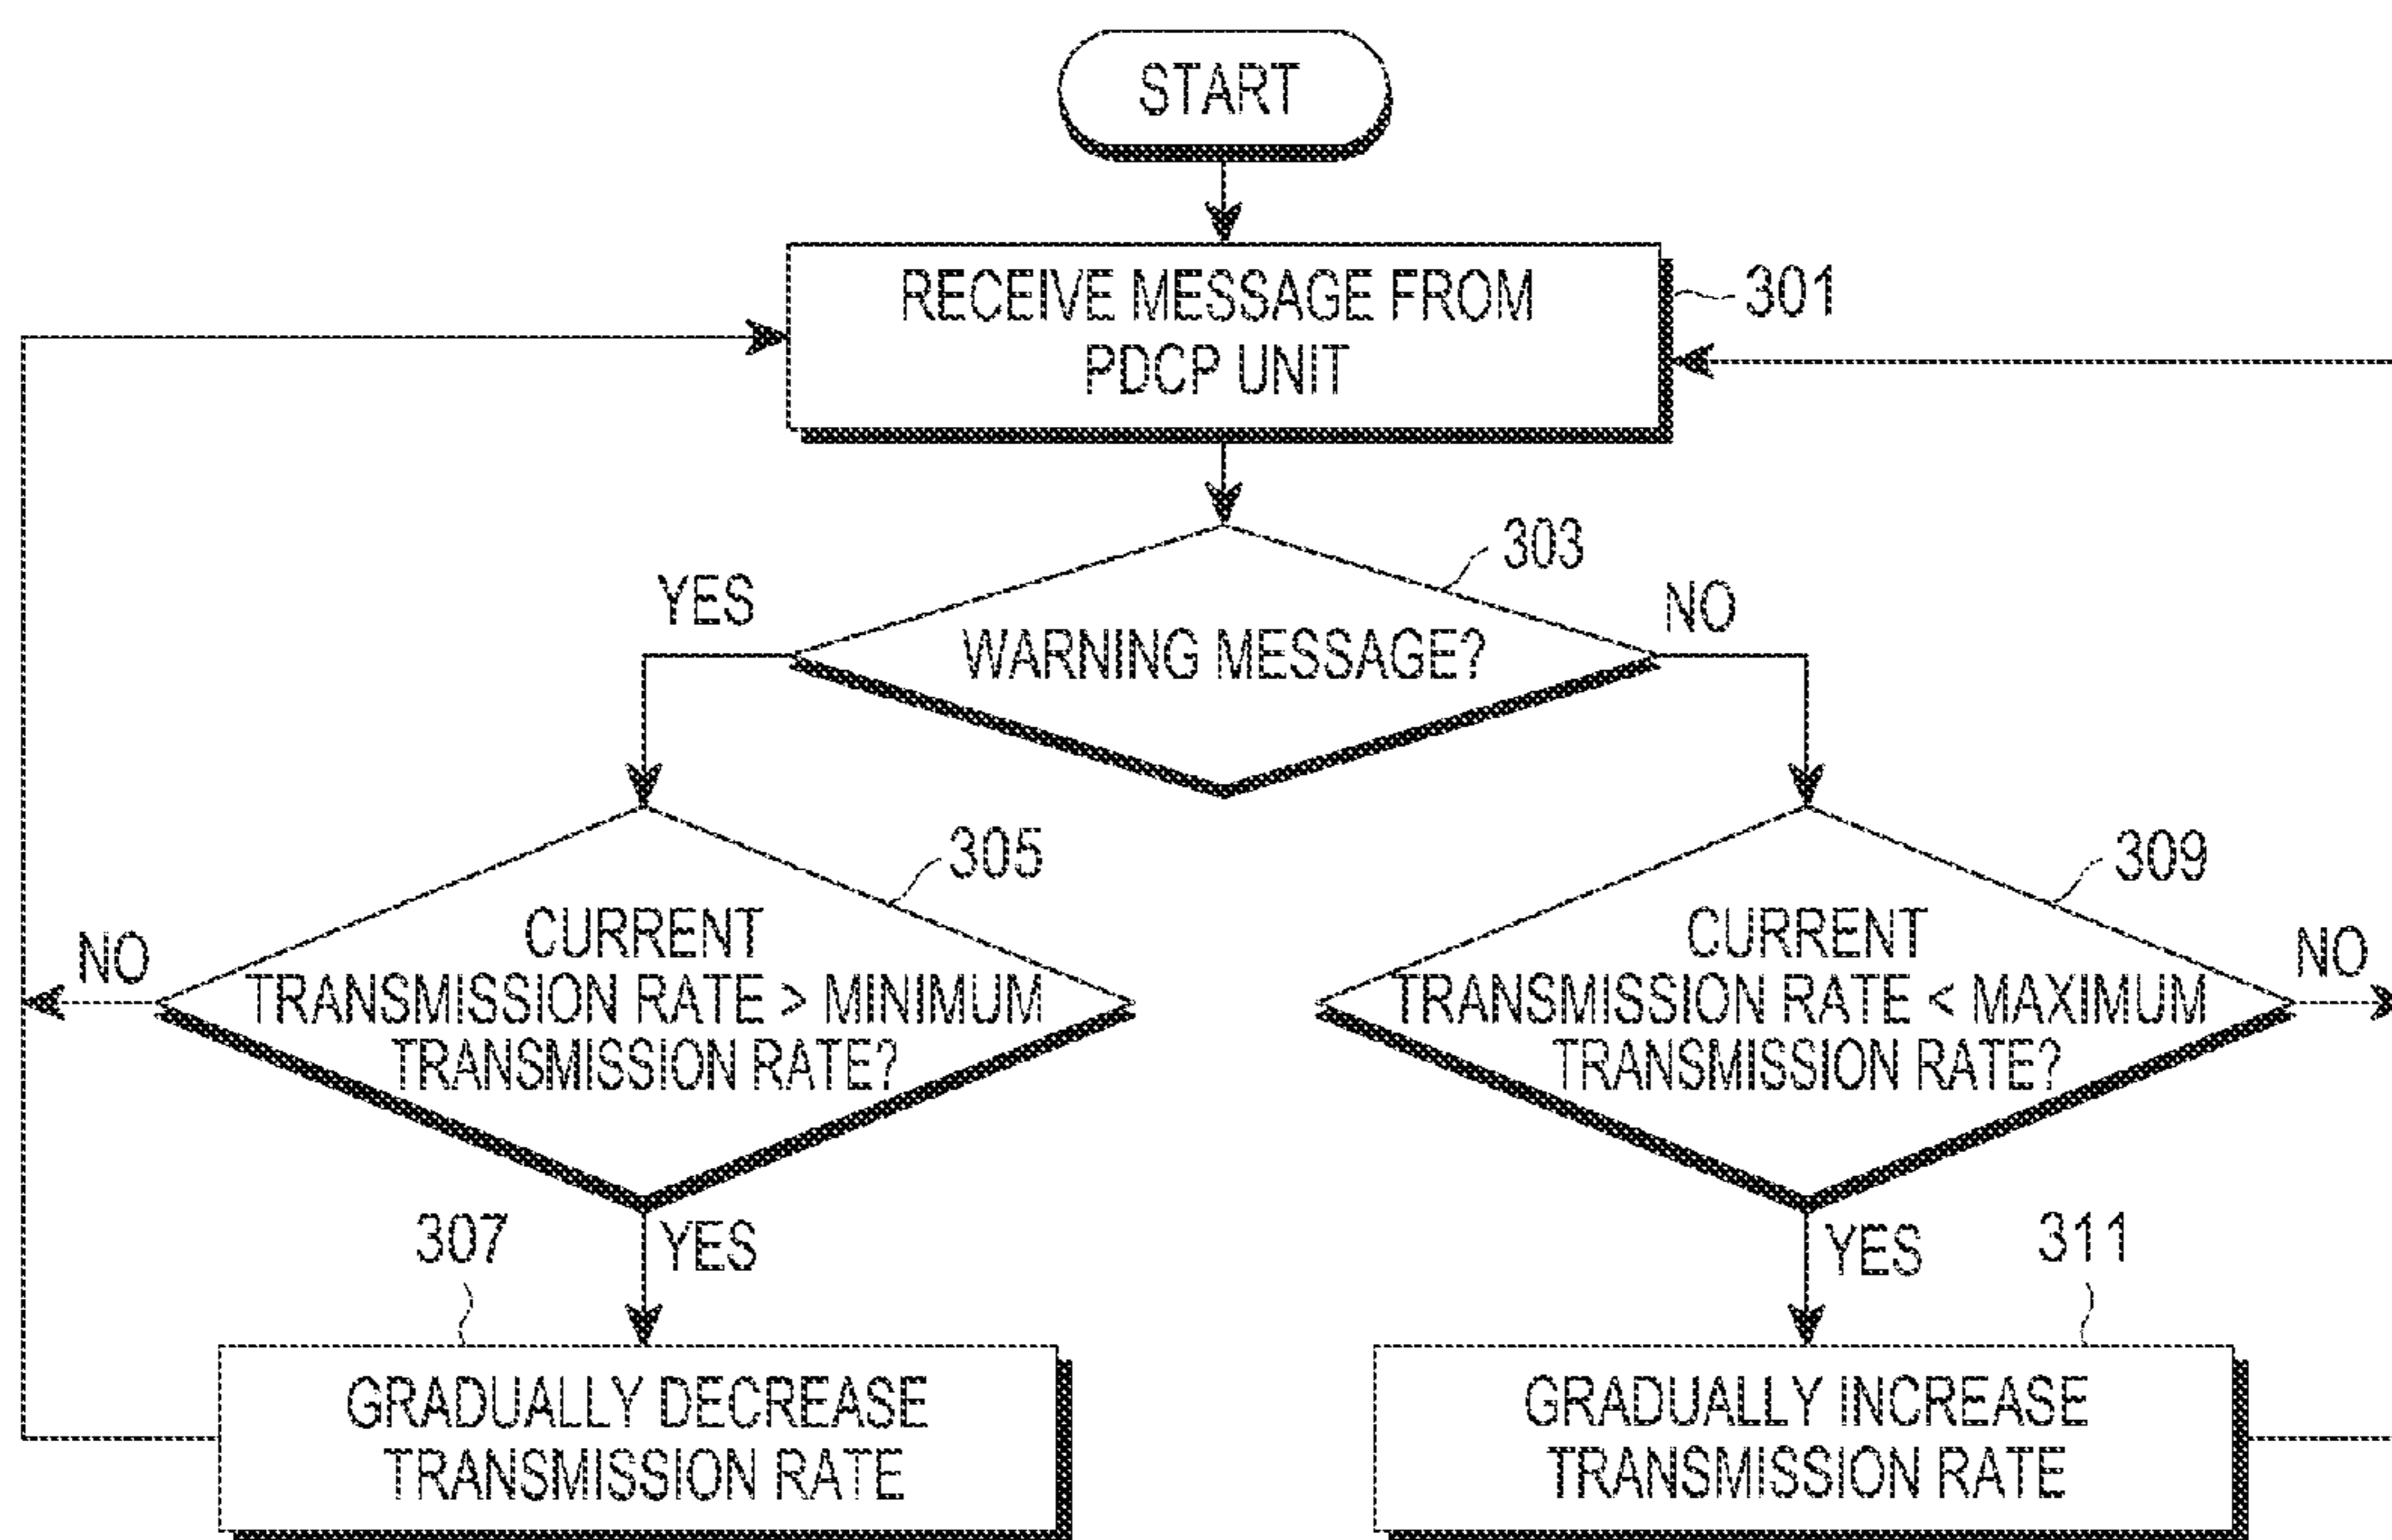 START
RECEIVE MESSAGE FROM
PDCP UNIT
301
303
YES
NO
WARNING MESSAGE?
305
309
NO
CURRENT
TRANSMISSION RATE > MINIMUM
TRANSMISSION RATE?
CURRENT
TRANSMISSION RATE < MAXIMUM
TRANSMISSION RATE?
NO
307
YES
YES
311
GRADUALLY DECREASE
TRANSMISSION RATE
GRADUALLY INCREASE
TRANSMISSION RATE